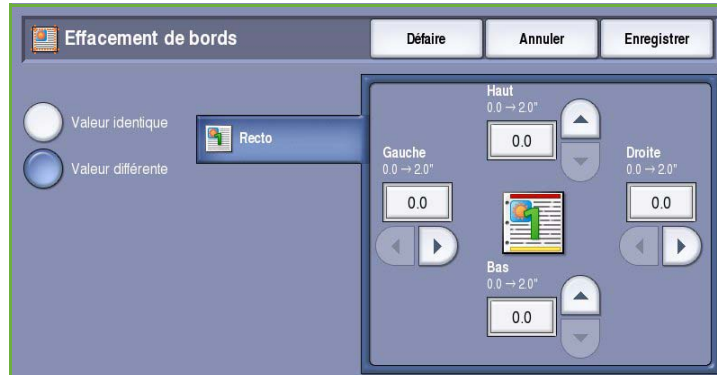 Effacement de bords
Défaire
Annuler
Enregistrer
Valeur identique
Valeur différente
Recto
Haut
0.0 → 2.0"
0.0
Gauche
0.0 → 2.0"
0.0
Droite
0.0 → 2.0"
0.0
Bas
0.0 → 2.0"
0.0